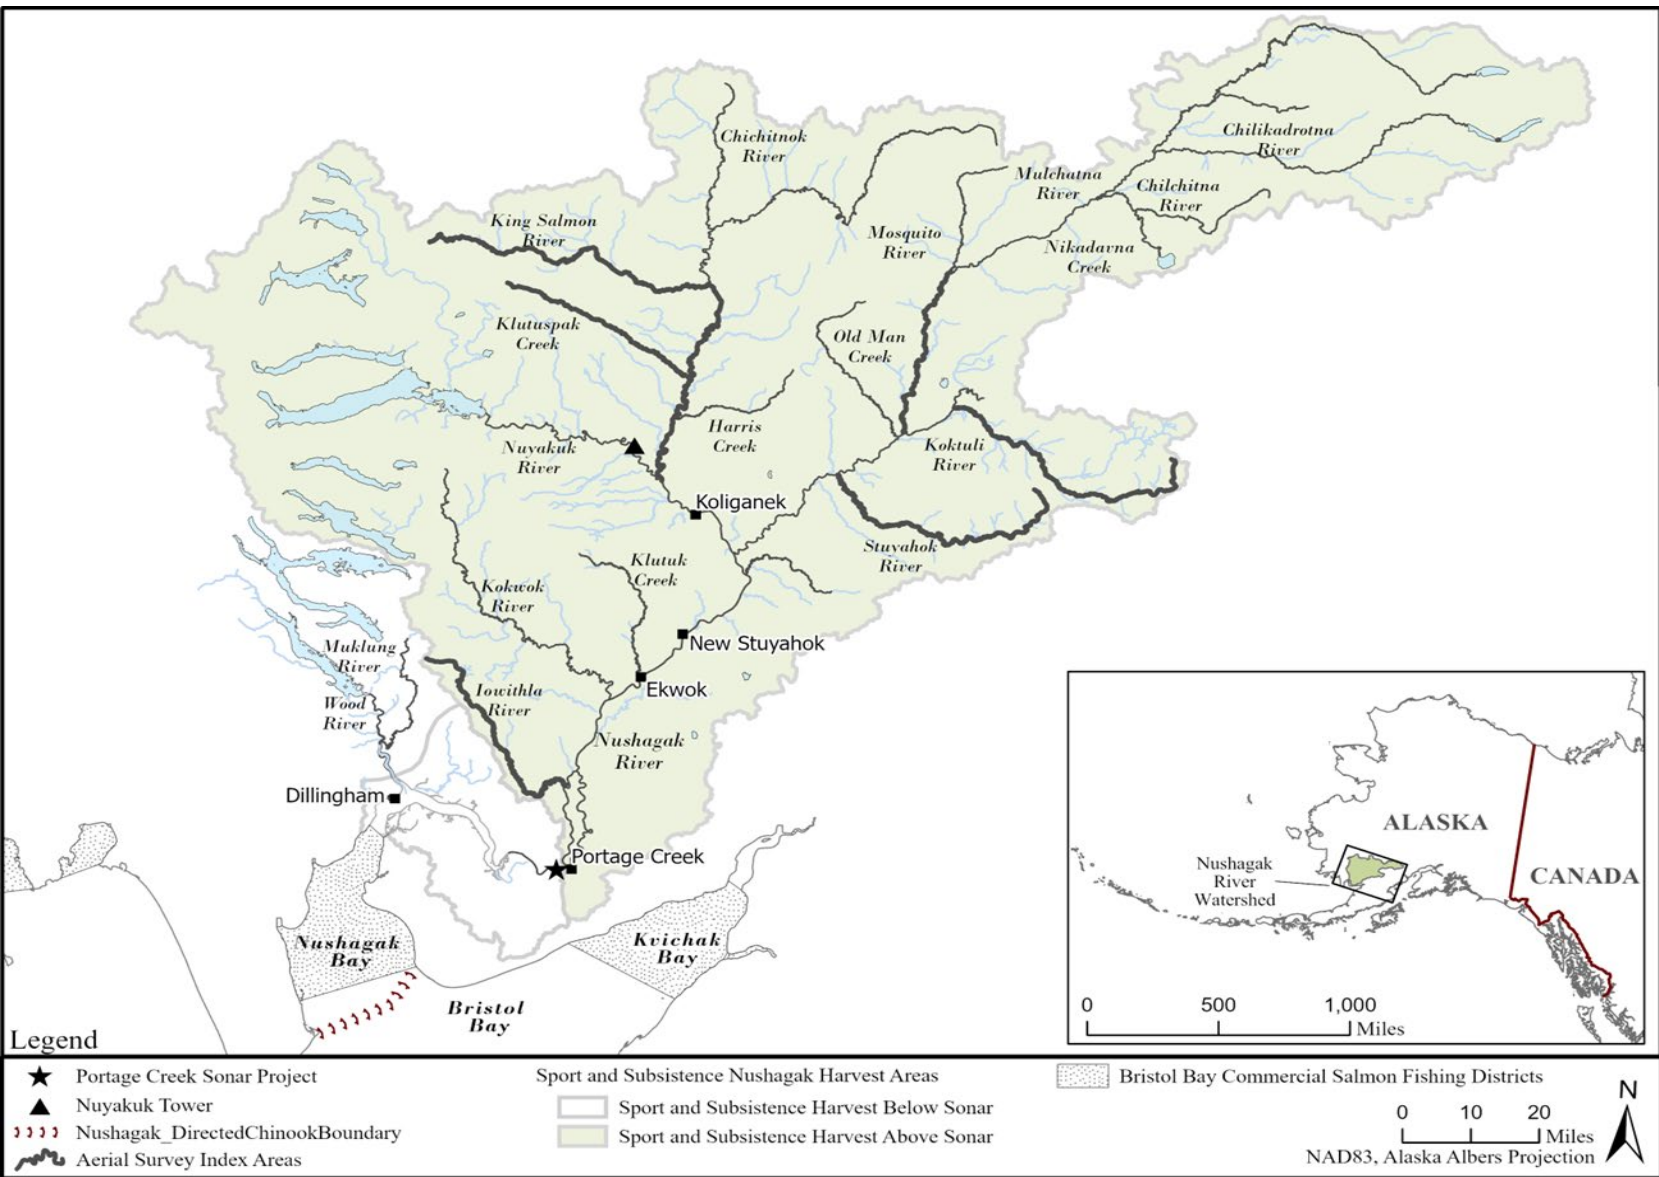 Chichitnok
River
Chilikadrotna
River
Mulchatna
River
Chilchitna
River
King Salmon
River
Mosquito
River
Nikadavna
Creek
Klutuspak
Creek
Old Man
Creek
Harris
Creek
Nuyakuk
River
Koktuli
River
Koliganek
Stuyahok
River
Klutuk
Creek
Kokwok
River
New Stuyahok
Muklung
River
Ekwok
Iowithla
River
Wood
River
Nushagak
River
Dillingham
Portage Creek
Nushagak
Bay
Kvichak
Bay
Bristol
Bay
ALASKA
CANADA
Nushagak
River
Watershed
0 500 1,000
Miles
Legend
Portage Creek Sonar Project
Nuyakuk Tower
Nushagak_DirectedChinookBoundary
Aerial Survey Index Areas
Sport and Subsistence Nushagak Harvest Areas
Sport and Subsistence Harvest Below Sonar
Sport and Subsistence Harvest Above Sonar
Bristol Bay Commercial Salmon Fishing Districts
N
0 10 20
Miles
NAD83, Alaska Albers Projection